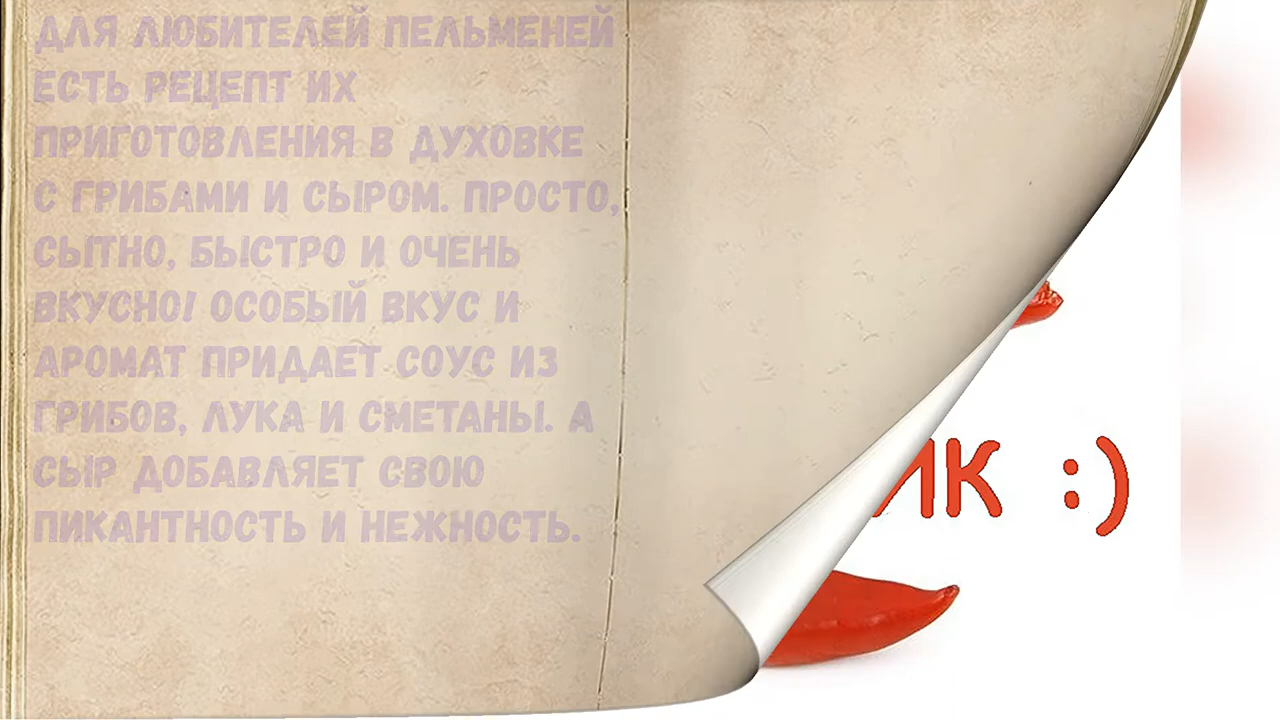 ДЛЯ ЛЮБИТЕЛЕЙ ПЕЛЬМЕНЕЙ
ЕСТЬ РЕЦЕПТ ИХ
ПРИГОТОВЛЕНИЯ В ДУХОВКЕ
С ГРИБАМИ И СЫРОМ. ПРОСТО,
СЫТНО, БЫСТРО И ОЧЕНЬ
ВКУСНО! ОСОБЫЙ ВКУС И
АРОМАТ ПРИДАЕТ СОУС ИЗ
ГРИБОВ, ЛУКА И СМЕТАНЫ. А
СЫР ДОБАВЛЯЕТ СВОЮ
ПИКАНТНОСТЬ И НЕЖНОСТЬ.
ИК :)